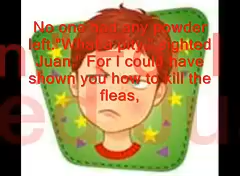 No one had any powder
left."What a pity," sighted
Juan." For I could have
shown you how to kill the
fleas,